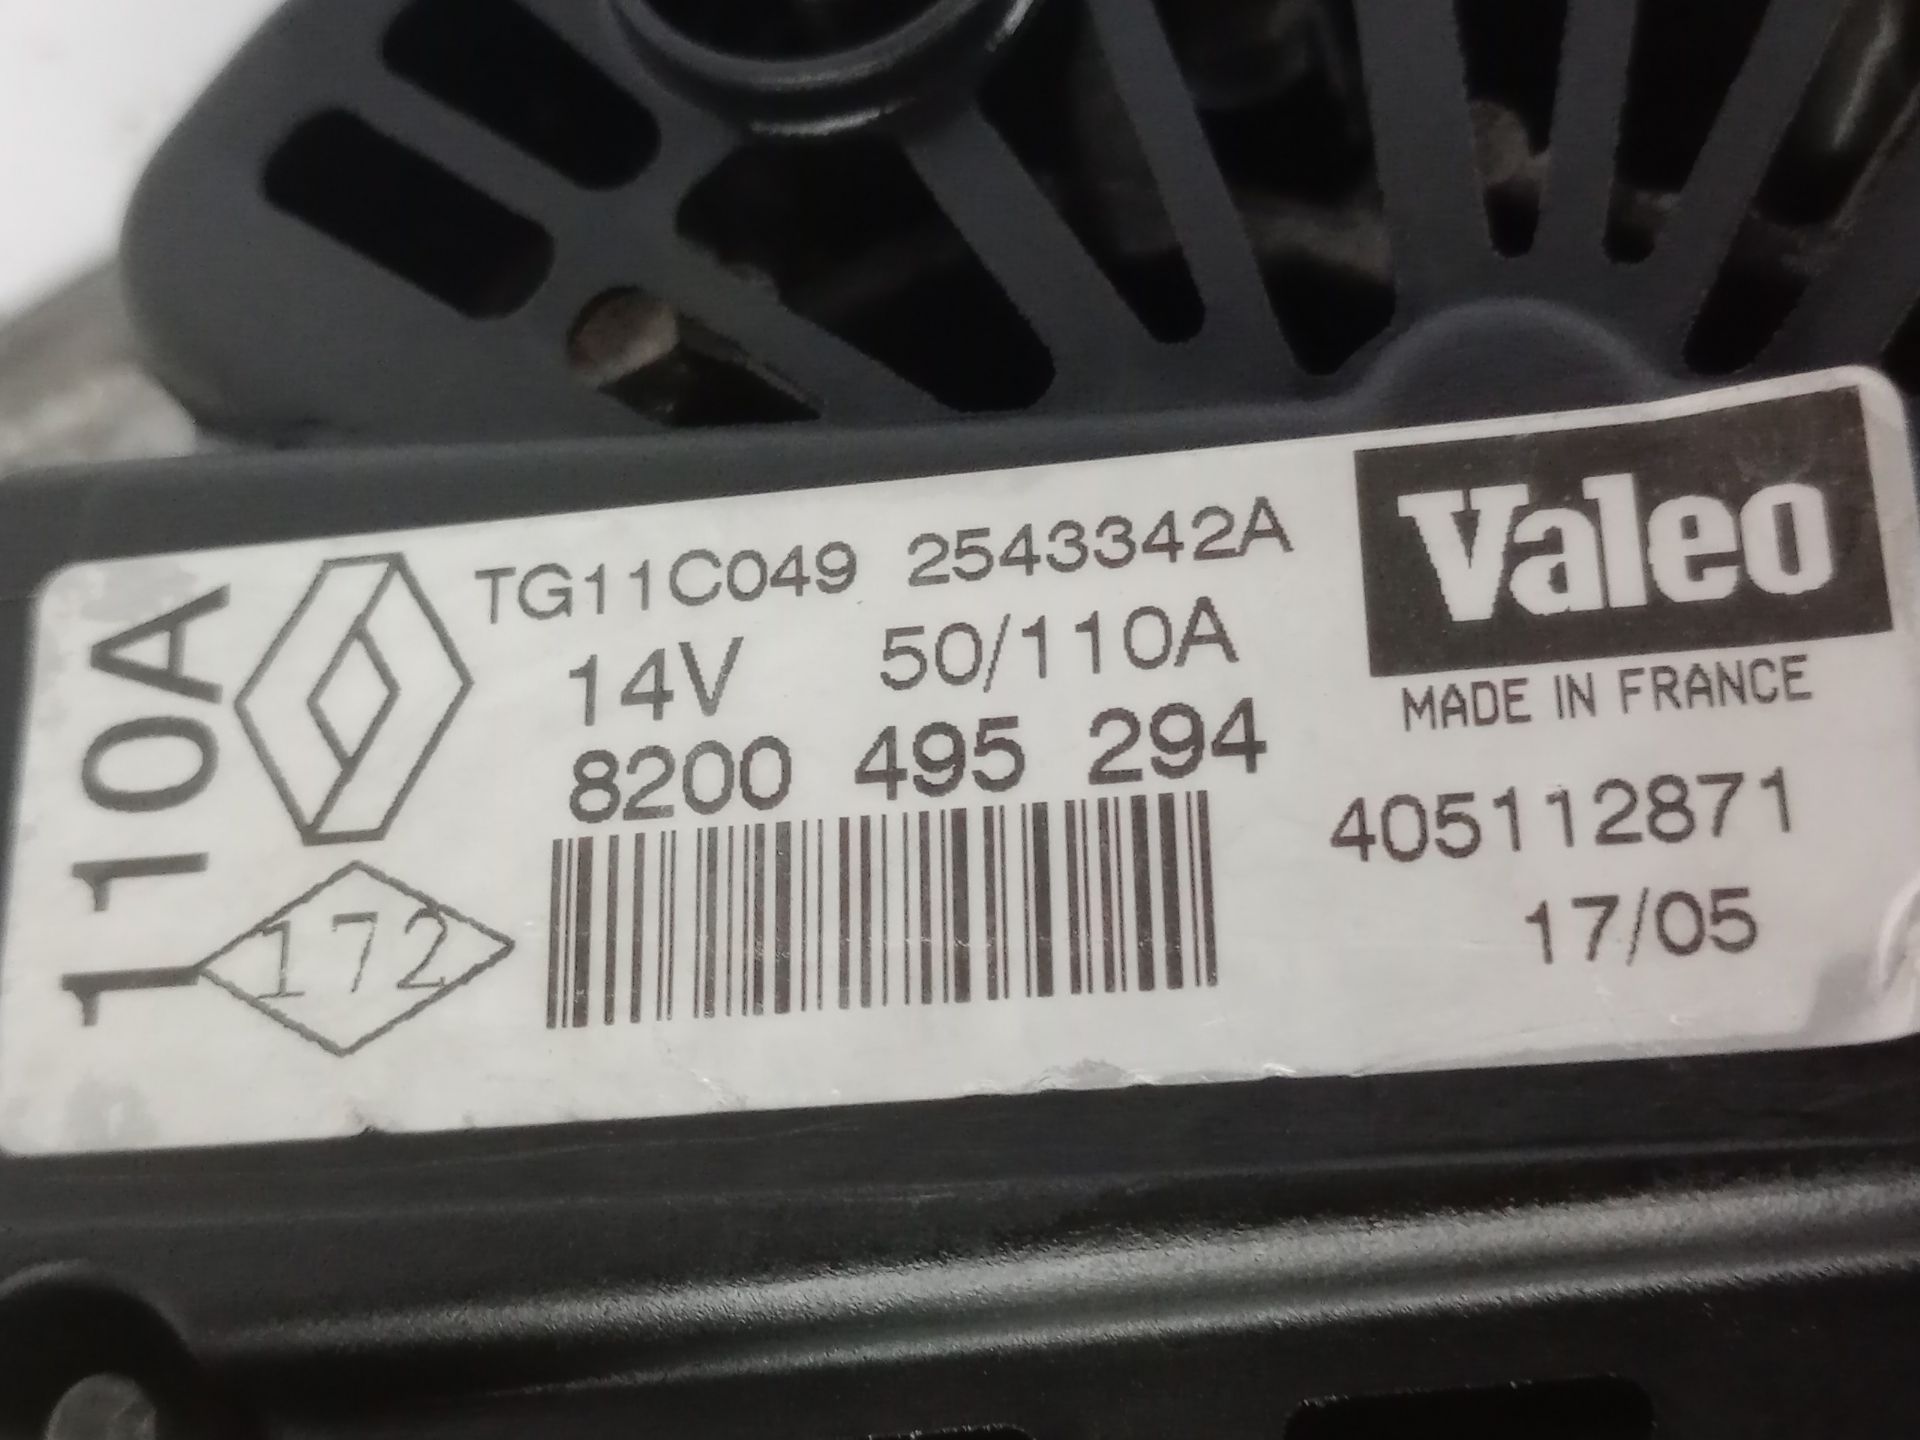 110A
TG11C049 2543342A
14V 50/110A
8200 495 294
172
Valeo
MADE IN FRANCE
405112871
17/05